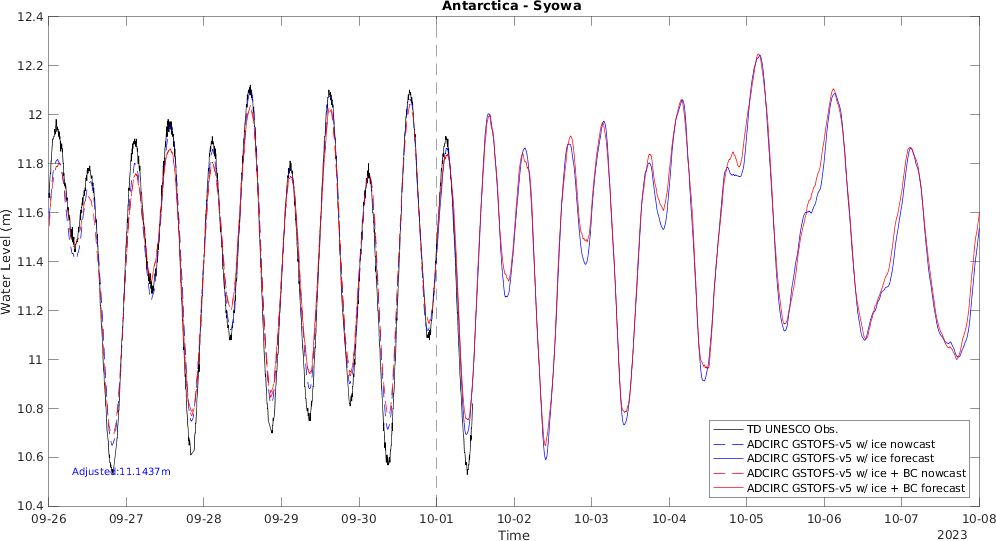 Antarctica - Syowa
12.4
12.2
12
11.8
11.6
11.4
11.2
11
10.8
10.6
10.4
Water Level (m)
Adjusted:11.1437m
TD UNESCO Obs.
ADCIRC GSTOFS-v5 w/ ice nowcast
ADCIRC GSTOFS-v5 w/ ice forecast
ADCIRC GSTOFS-v5 w/ ice + BC nowcast
ADCIRC GSTOFS-v5 w/ ice + BC forecast
09-26 09-27 09-28 09-29 09-30 10-01 10-02 10-03 10-04 10-05 10-06 10-07 10-08
Time
2023